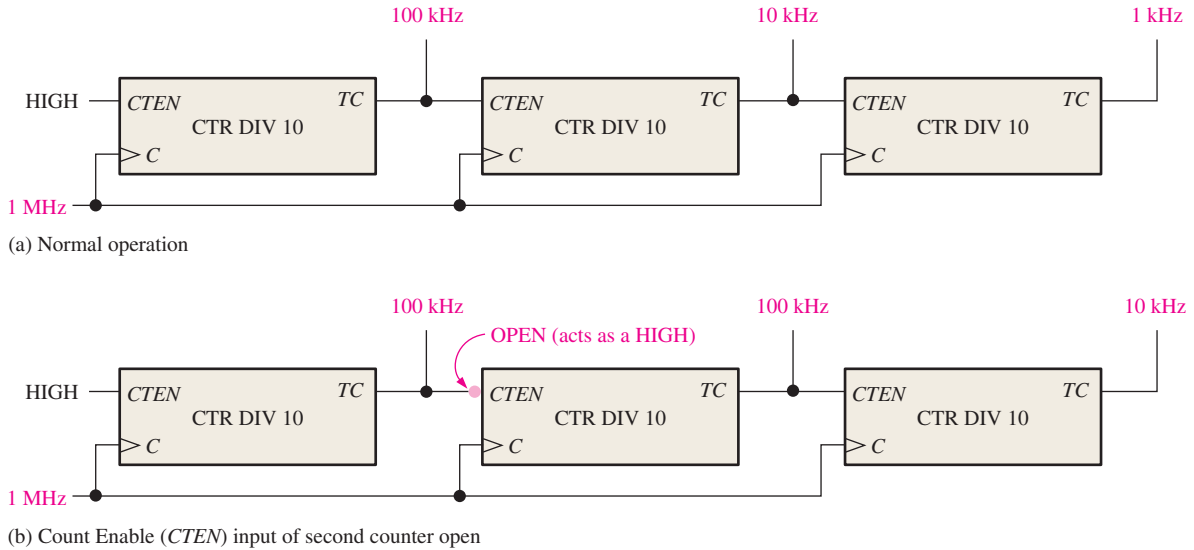 100 kHz 10 kHz 1 kHz
HIGH CTEN TC CTEN TC CTEN TC
CTR DIV 10 CTR DIV 10 CTR DIV 10
C C C
1 MHz
(a) Normal operation
100 kHz 100 kHz 10 kHz
OPEN (acts as a HIGH)
HIGH CTEN TC CTEN TC CTEN TC
CTR DIV 10 CTR DIV 10 CTR DIV 10
C C C
1 MHz
(b) Count Enable (CTEN) input of second counter open